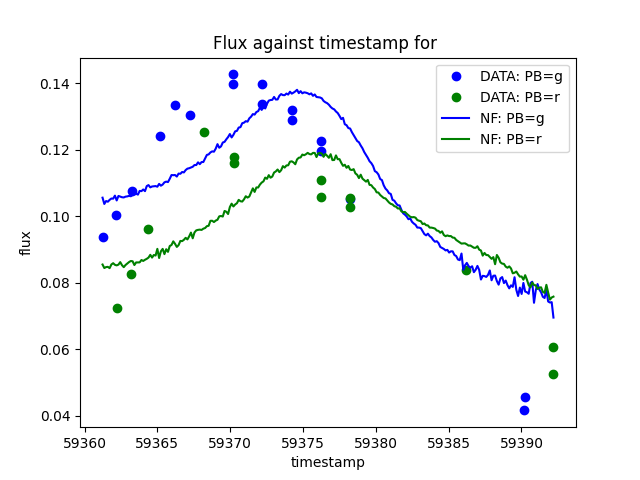 Flux against timestamp for
DATA: PB=g
DATA: PB=r
NF: PB=g
NF: PB=r
0.14
0.12
0.10
0.08
0.06
0.04
flux
59360 59365 59370 59375 59380 59385 59390
timestamp